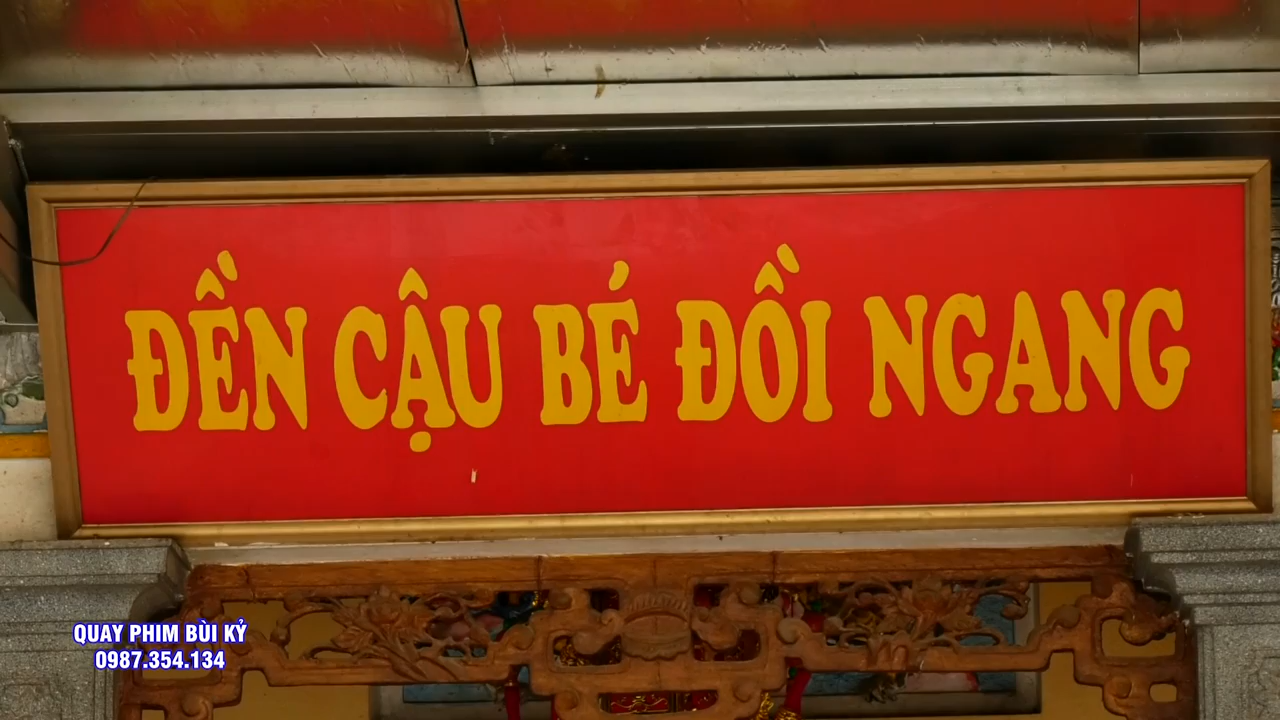 ĐỀN CẬU BÉ ĐỒI NGANG
QUAY PHIM BÙI KỶ
0987.354.134